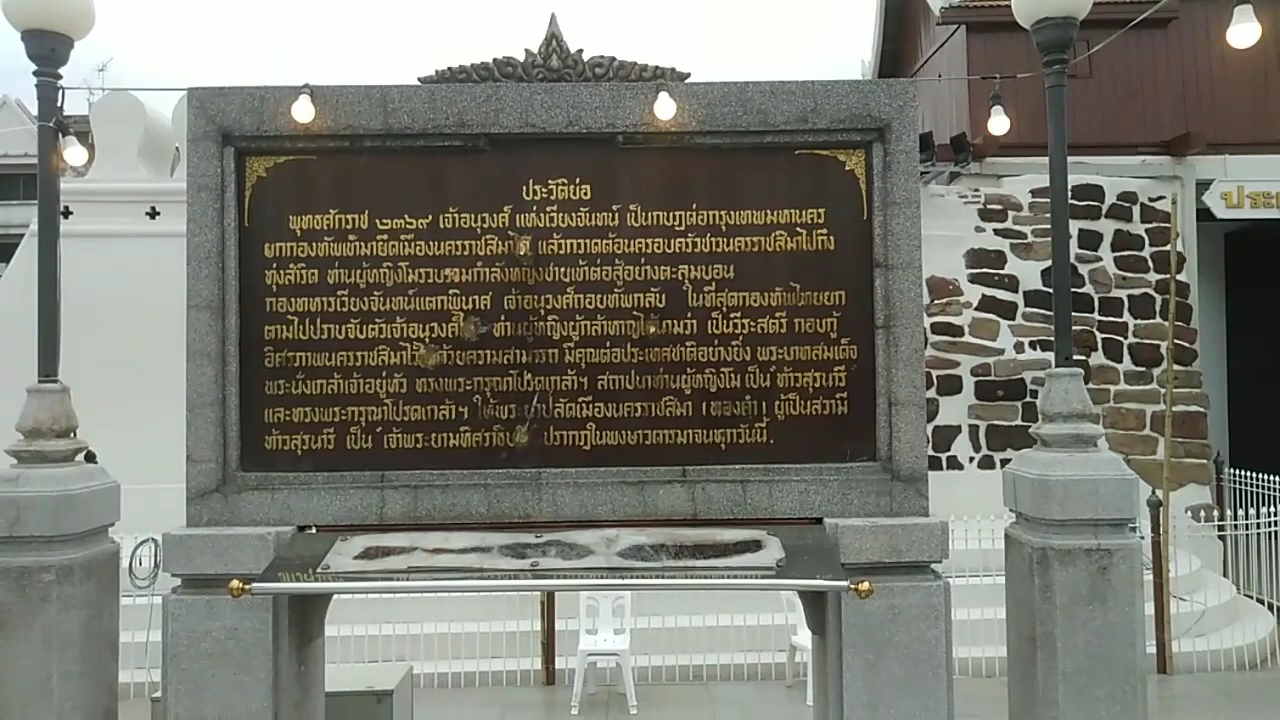 ประวัติย่อ
พุทธศักราช ๒๓๖๙ เจ้าอนุวงศ์ แห่งเวียงจันทน์ เป็นกบฏต่อกรุงเทพมหานคร
ยกกองทัพเข้ามายึดเมืองนครราชสีมาได้ แล้วกวาดต้อนครอบครัวชาวนครราชสีมาไปถึง
ทุ่งสำริด ท่านผู้หญิงโมรวบรวมกำลังหญิงชายเข้าต่อสู้อย่างตะลุมบอน
กองทหารเวียงจันทน์แตกพินาศ เจ้าอนุวงศ์ถอยทัพกลับ ในที่สุดกองทัพไทยยก
ตามไปปราบจับตัวเจ้าอนุวงศ์ได้ ท่านผู้หญิงผู้กล้าหาญได้นามว่า เป็นวีระสตรี กอบกู้
อิศรภาพนครราชสีมาไว้ได้ด้วยความสามารถ มีคุณต่อประเทศชาติอย่างยิ่ง พระบาทสมเด็จ
พระนั่งเกล้าเจ้าอยู่หัว ทรงพระกรุณาโปรดเกล้าฯ สถาปนาท่านผู้หญิงโม เป็น "ท้าวสุรนารี"
และทรงพระกรุณาโปรดเกล้าฯ ให้พระยาปลัดเมืองนครราชสีมา (ทองคำ) ผู้เป็นสวามี
ท้าวสุรนารี เป็น "เจ้าพระยามหิศราธิบดี" ปรากฏในพงษาวดารมาจนทุกวันนี้.